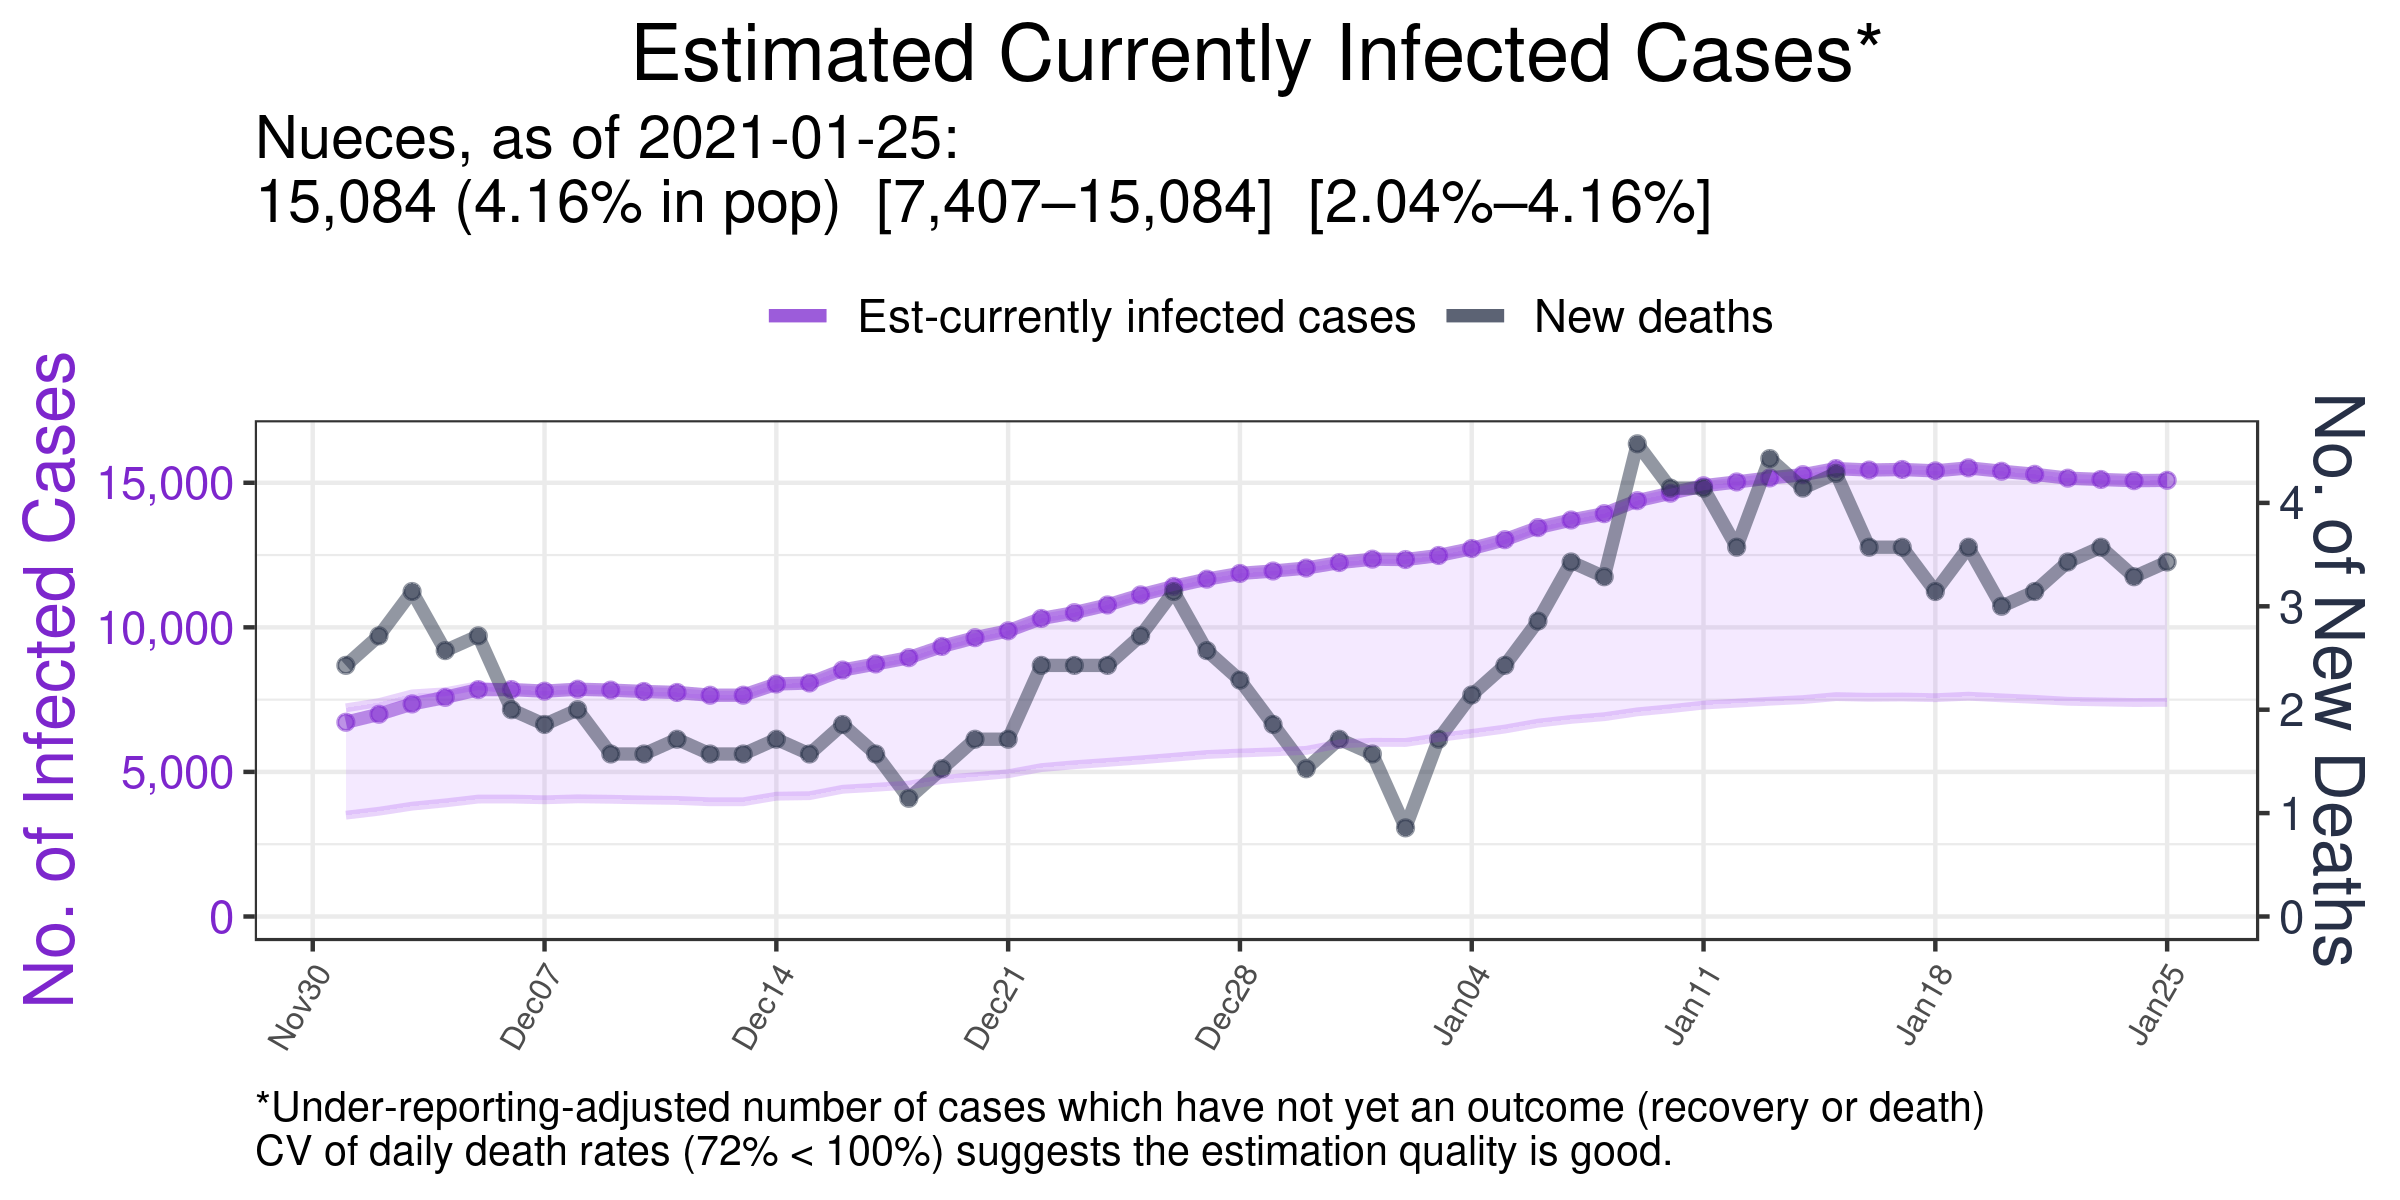 Estimated Currently Infected Cases*
Nueces, as of 2021-01-25:
15,084 (4.16% in pop)  [7,407–15,084]  [2.04%–4.16%]
Est-currently infected cases
New deaths
No. of Infected Cases
15,000
10,000
5,000
0
No. of New Deaths
4
3
2
1
0
Nov30
Dec07
Dec14
Dec21
Dec28
Jan04
Jan11
Jan18
Jan25
*Under-reporting-adjusted number of cases which have not yet an outcome (recovery or death)
CV of daily death rates (72% < 100%) suggests the estimation quality is good.